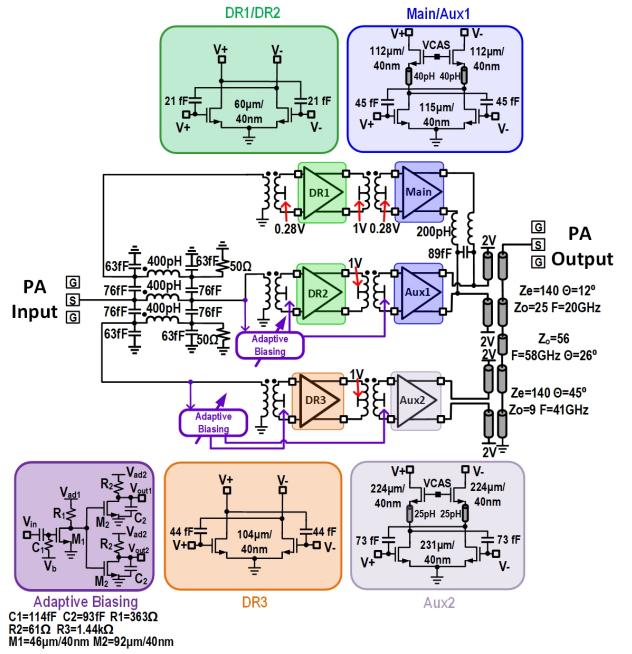 DR1/DR2
V+ V-
21 fF 21 fF
60µm/
40nm
V+ V-
Main/Aux1
V+ V-
112µm/
40nm
VCAS
112µm/
40nm
40pH 40pH
45 fF 45 fF
115µm/
40nm
V+ V-
DR1
Main
0.28V 1V 0.28V
200pH
89fF
2V
PA
Output
G
S
G
PA
Input
G
S
G
63fF 400pH 63fF
50Ω
76fF 400pH 76fF
76fF 400pH 76fF
63fF 63fF 50Ω
1V
DR2
Aux1
Adaptive
Biasing
2V
2V
Ze=140 Θ=12º
Zo=25 F=20GHz
Zo=56
F=58GHz Θ=26º
Ze=140 Θ=45º
Zo=9 F=41GHz
1V
DR3
Aux2
Adaptive
Biasing
2V
Vad2
R2
Vout1
Vad1
R1
M2
C2
Vin
C1
M1
Vad2
R2
Vout2
Vb
M2
C2
Adaptive Biasing
C1=114fF C2=93fF R1=363Ω
R2=61Ω R3=1.44kΩ
M1=46µm/40nm M2=92µm/40nm
V+ V-
44 fF 44 fF
104µm/
40nm
V+ V-
DR3
V+ V-
224µm/
40nm
VCAS
224µm/
40nm
25pH 25pH
73 fF 73 fF
231µm/
40nm
V+ V-
Aux2